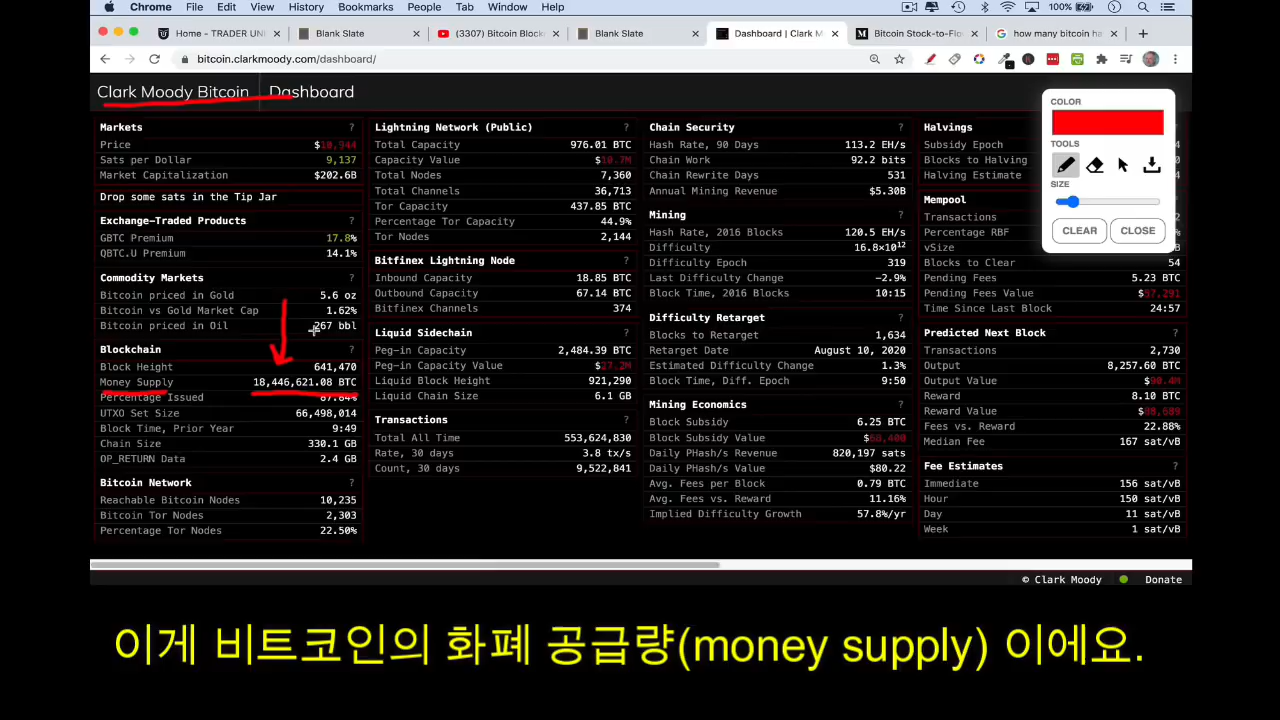 Chrome File Edit View History Bookmarks People Tab Window Help 100%
Home - TRADER UNI Blank Slate (3307) Bitcoin Block Blank Slate Dashboard | Clark M Bitcoin Stock-to-Flo how many bitcoin ha
bitcoin.clarkmoody.com/dashboard/
Clark Moody Bitcoin Dashboard
Markets ?
Price $10,944
Sats per Dollar 9,137
Market Capitalization $202.6B
Drop some sats in the Tip Jar
Exchange-Traded Products ?
GBTC Premium 17.8%
QBTC.U Premium 14.1%
Commodity Markets ?
Bitcoin priced in Gold 5.6 oz
Bitcoin vs Gold Market Cap 1.62%
Bitcoin priced in Oil 267 bbl
Blockchain ?
Block Height 641,470
Money Supply 18,446,621.08 BTC
Percentage Issued 87.84%
UTXO Set Size 66,498,014
Block Time, Prior Year 9:49
Chain Size 330.1 GB
OP_RETURN Data 2.4 GB
Bitcoin Network ?
Reachable Bitcoin Nodes 10,235
Bitcoin Tor Nodes 2,303
Percentage Tor Nodes 22.50%
Lightning Network (Public) ?
Total Capacity 976.01 BTC
Capacity Value $10.7M
Total Nodes 7,360
Total Channels 36,713
Tor Capacity 437.85 BTC
Percentage Tor Capacity 44.9%
Tor Nodes 2,144
Bitfinex Lightning Node ?
Inbound Capacity 18.85 BTC
Outbound Capacity 67.14 BTC
Bitfinex Channels 374
Liquid Sidechain ?
Peg-in Capacity 2,484.39 BTC
Peg-in Capacity Value $27.2M
Liquid Block Height 921,290
Liquid Chain Size 6.1 GB
Transactions ?
Total All Time 553,624,830
Rate, 30 days 3.8 tx/s
Count, 30 days 9,522,841
Chain Security ?
Hash Rate, 90 Days 113.2 EH/s
Chain Work 92.2 bits
Chain Rewrite Days 531
Annual Mining Revenue $5.30B
Mining ?
Hash Rate, 2016 Blocks 120.5 EH/s
Difficulty 16.8×10¹²
Difficulty Epoch 319
Last Difficulty Change -2.9%
Block Time, 2016 Blocks 10:15
Difficulty Retarget ?
Blocks to Retarget 1,634
Retarget Date August 10, 2020
Estimated Difficulty Change 1.3%
Block Time, Diff. Epoch 9:50
Mining Economics ?
Block Subsidy 6.25 BTC
Block Subsidy Value $68,400
Daily PHash/s Revenue 820,197 sats
Daily PHash/s Value $80.22
Avg. Fees per Block 0.79 BTC
Avg. Fees vs. Reward 11.16%
Implied Difficulty Growth 57.8%/yr
Halvings
Subsidy Epoch 4
Blocks to Halving
Halving Estimate
Mempool
Transactions
Percentage RBF
vSize
Blocks to Clear 54
Pending Fees 5.23 BTC
Pending Fees Value $57,291
Time Since Last Block 24:57
Predicted Next Block ?
Transactions 2,730
Output 8,257.60 BTC
Output Value $90.4M
Reward 8.10 BTC
Reward Value $88,689
Fees vs. Reward 22.88%
Median Fee 167 sat/vB
Fee Estimates ?
Immediate 156 sat/vB
Hour 150 sat/vB
Day 11 sat/vB
Week 1 sat/vB
COLOR
TOOLS
SIZE
CLEAR CLOSE
© Clark Moody Donate
이게 비트코인의 화폐 공급량(money supply) 이에요.